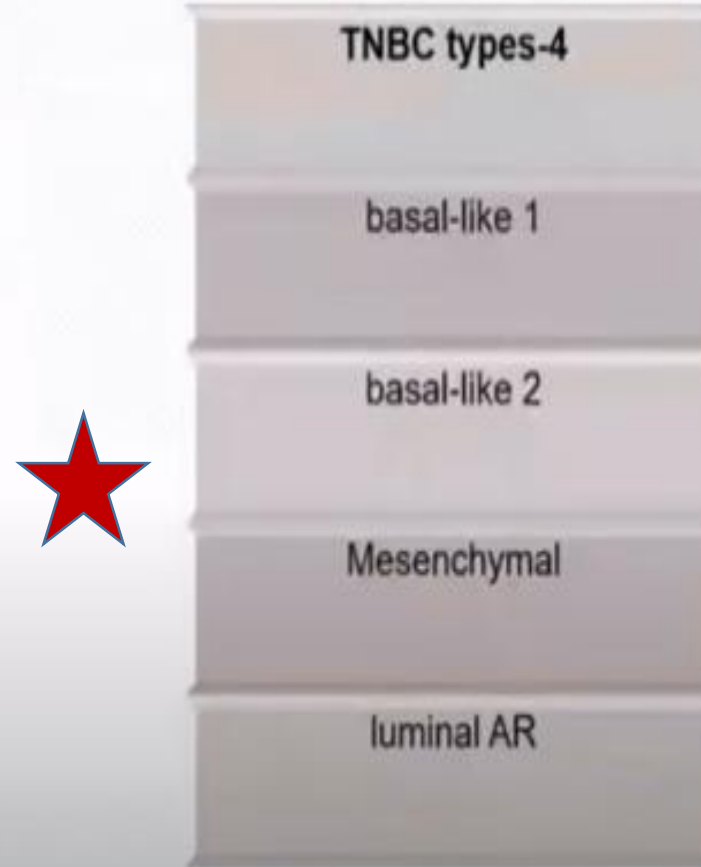 TNBC types-4
basal-like 1
basal-like 2
Mesenchymal
luminal AR